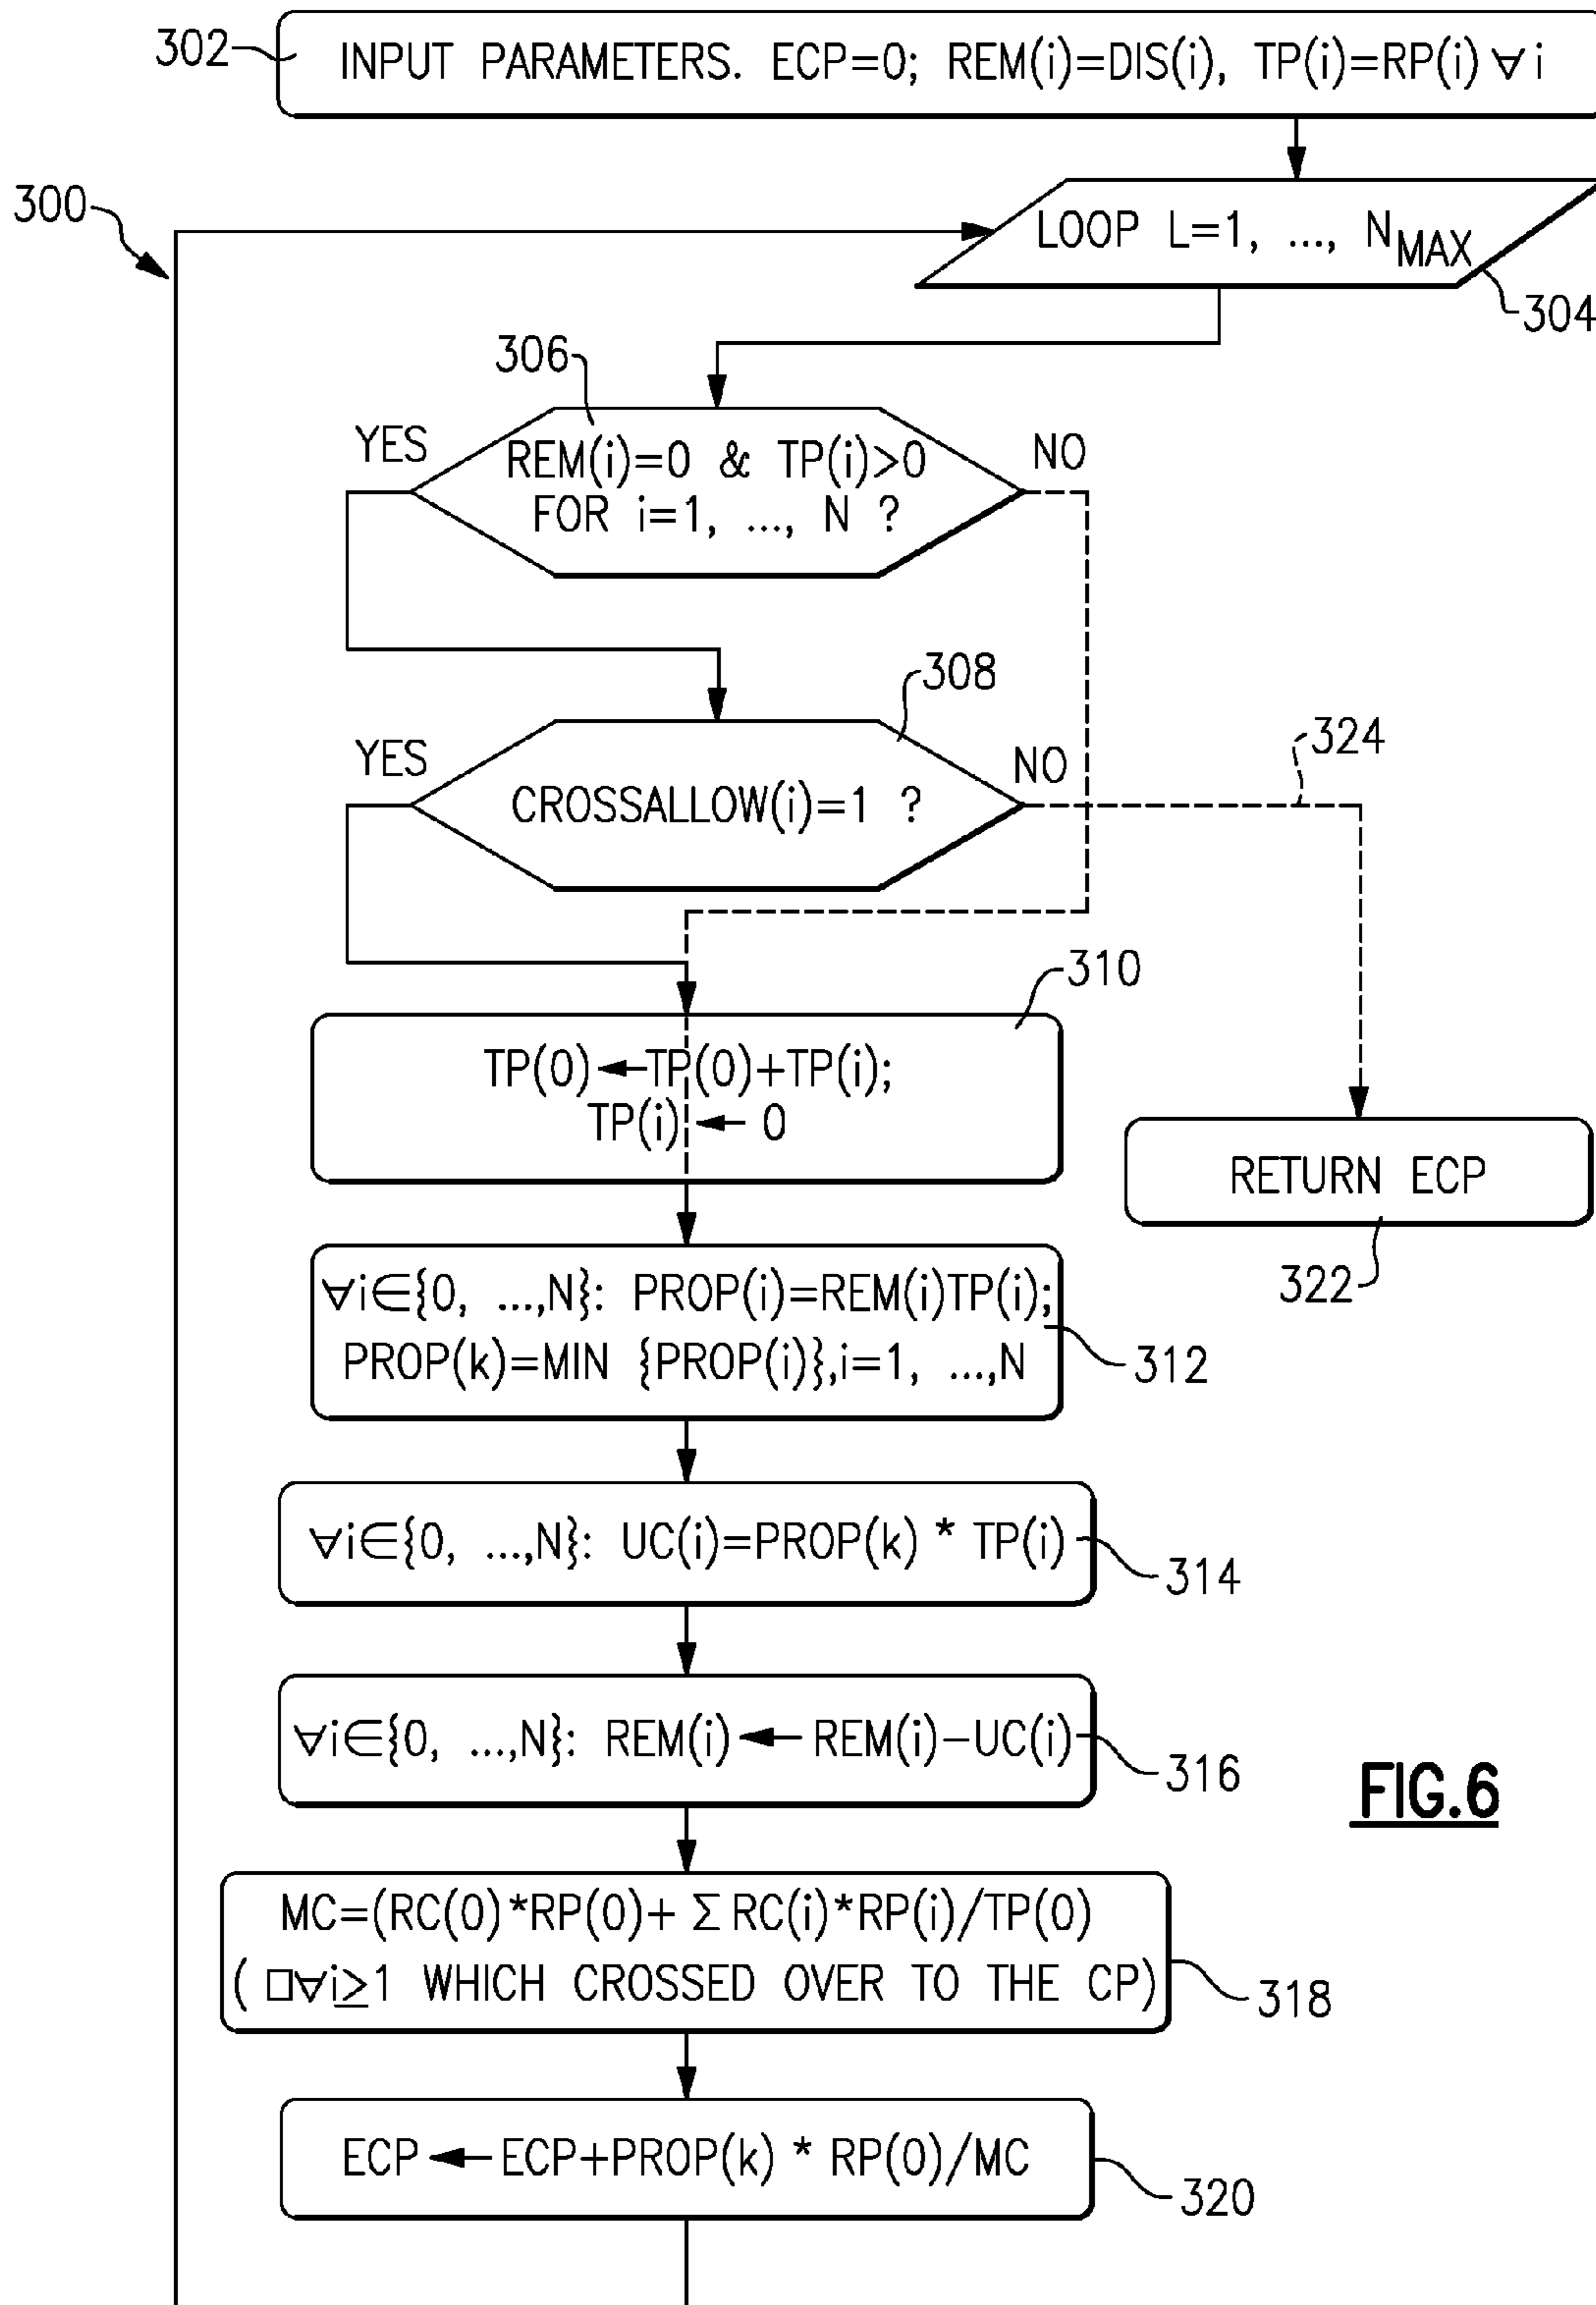 302
INPUT PARAMETERS. ECP=0; REM(i)=DIS(i), TP(i)=RP(i) ∀ i
300
LOOP L=1, ..., NMAX
304
306
YES
REM(i)=0 & TP(i)>0
FOR i=1, ..., N ?
NO
308
YES
CROSSALLOW(i)=1 ?
NO
324
310
TP(0)←TP(0)+TP(i);
TP(i) ← 0
RETURN ECP
322
∀i∈{0, ...,N}: PROP(i)=REM(i)TP(i);
PROP(k)=MIN {PROP(i)},i=1, ...,N
312
∀i∈{0, ...,N}: UC(i)=PROP(k) * TP(i)
314
∀i∈{0, ...,N}: REM(i) ← REM(i)-UC(i)
316
FIG.6
MC=(RC(0)*RP(0)+ Σ RC(i)*RP(i)/TP(0)
( □∀i≥1 WHICH CROSSED OVER TO THE CP)
318
ECP ← ECP+PROP(k) * RP(0)/MC
320